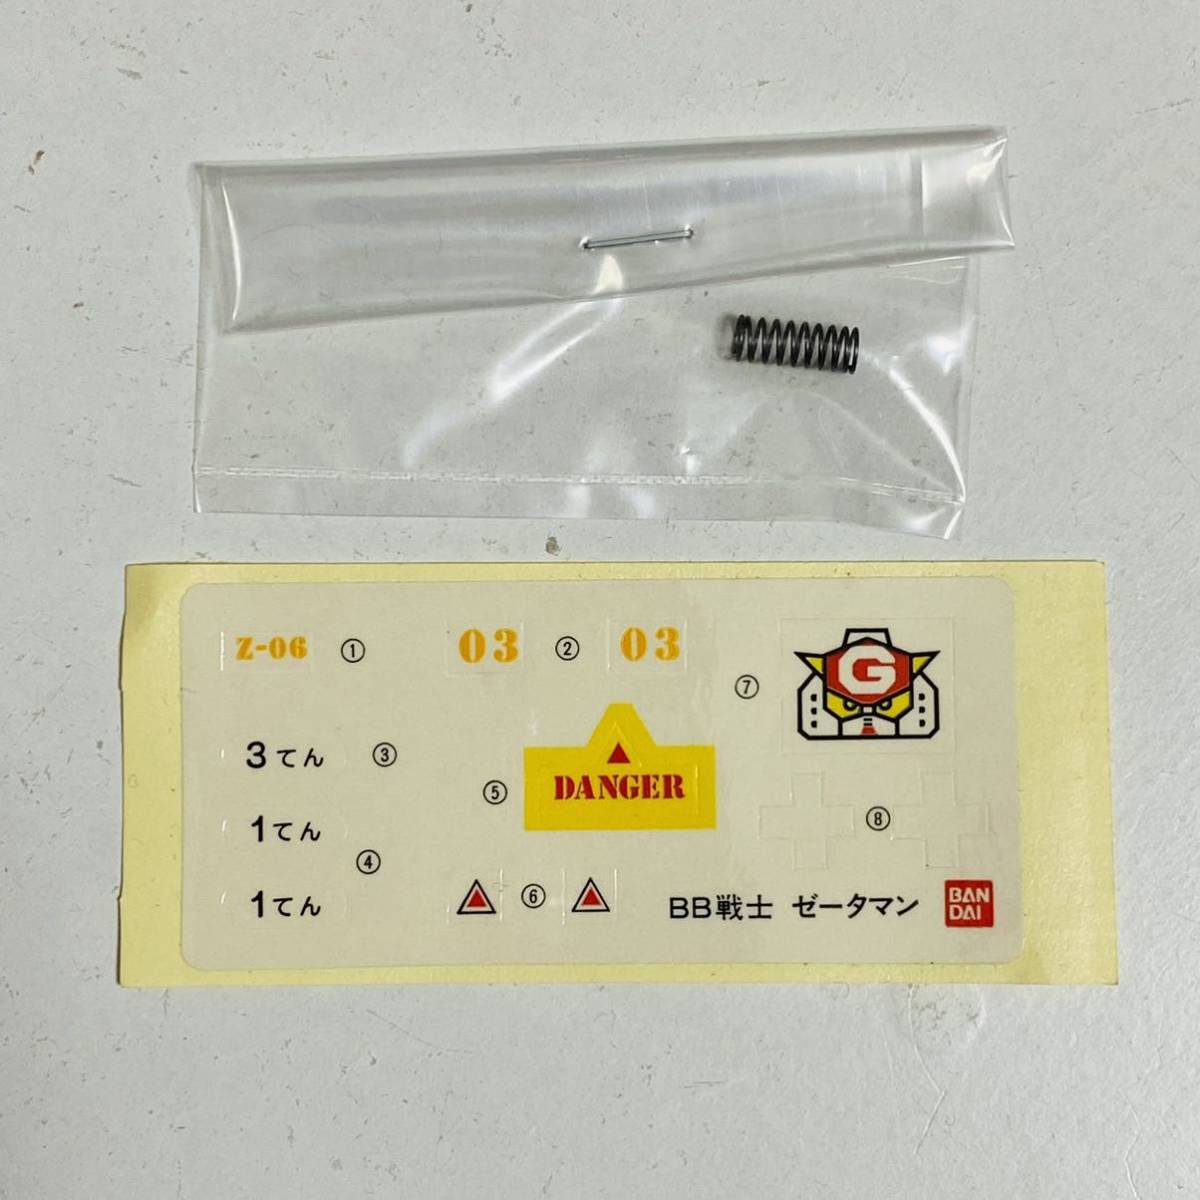 Z-06 ① 03 ② 03
⑦ G
3てん ③
⑤ DANGER
1てん
⑧
④
1てん
⑥
BB戦士 ゼータマン
BAN
DAI